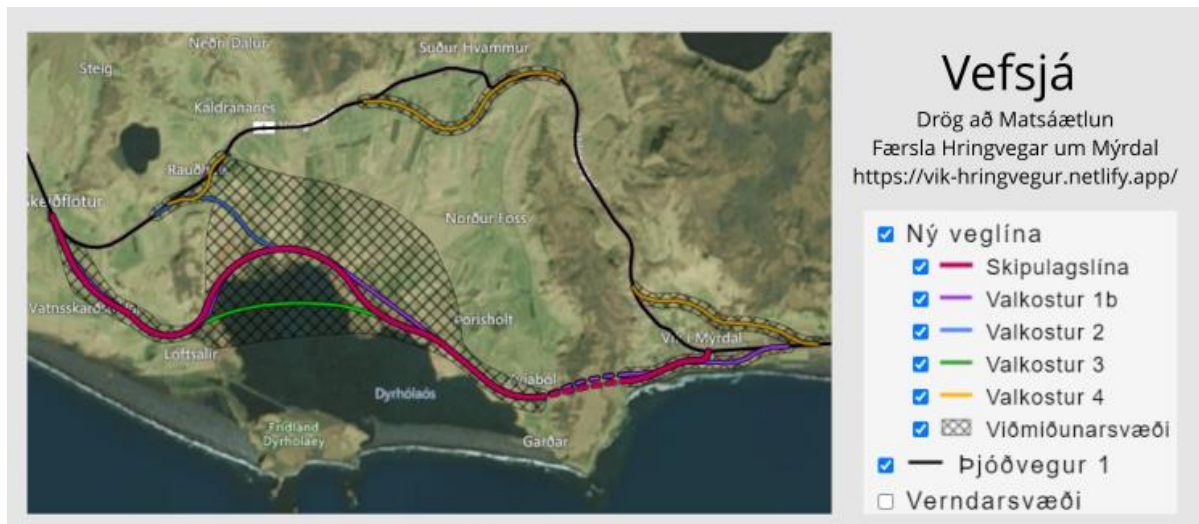 Neðri Dalur
Steig
Suður Hvammur
Kaldrananes
Skeiðflötur
Norður Foss
Loftsalir
Þórisholt
Vík í Mýrdal
Dyrhólaós
Friðland
Dyrhólaey
Garðar
Vefsjá
Drög að Matsáætlun
Færsla Hringvegar um Mýrdal
https://vik-hringvegur.netlify.app/
Ný veglína
Skipulagslína
Valkostur 1b
Valkostur 2
Valkostur 3
Valkostur 4
Viðmiðunarsvæði
Þjóðvegur 1
Verndarsvæði